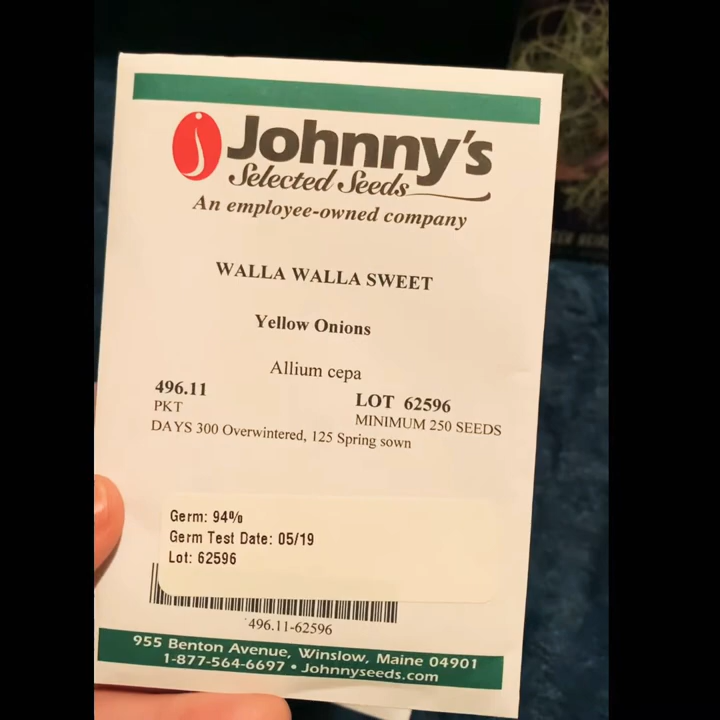 Johnny's
Selected Seeds
An employee-owned company
WALLA WALLA SWEET
Yellow Onions
Allium cepa
496.11
PKT
LOT 62596
MINIMUM 250 SEEDS
DAYS 300 Overwintered, 125 Spring sown
Germ: 94%
Germ Test Date: 05/19
Lot: 62596
496.11-62596
955 Benton Avenue, Winslow, Maine 04901
1-877-564-6697 • Johnnyseeds.com